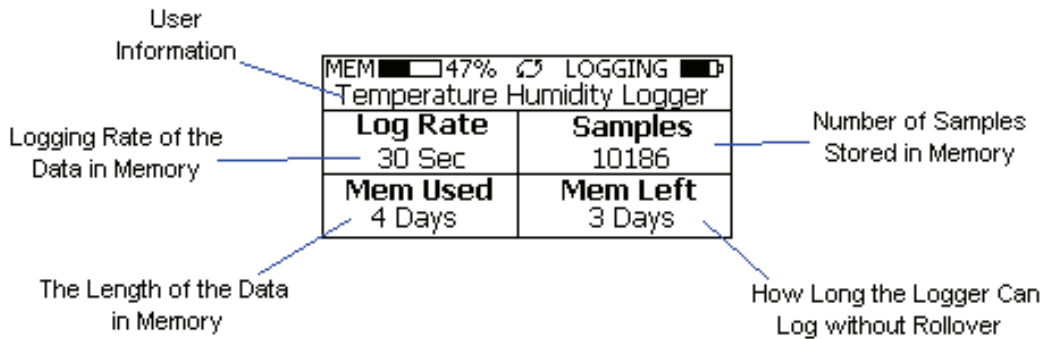 User
Information
MEM 47% LOGGING
Temperature Humidity Logger
Log Rate
30 Sec
Samples
10186
Mem Used
4 Days
Mem Left
3 Days
Logging Rate of the
Data in Memory
Number of Samples
Stored in Memory
The Length of the Data
in Memory
How Long the Logger Can
Log without Rollover